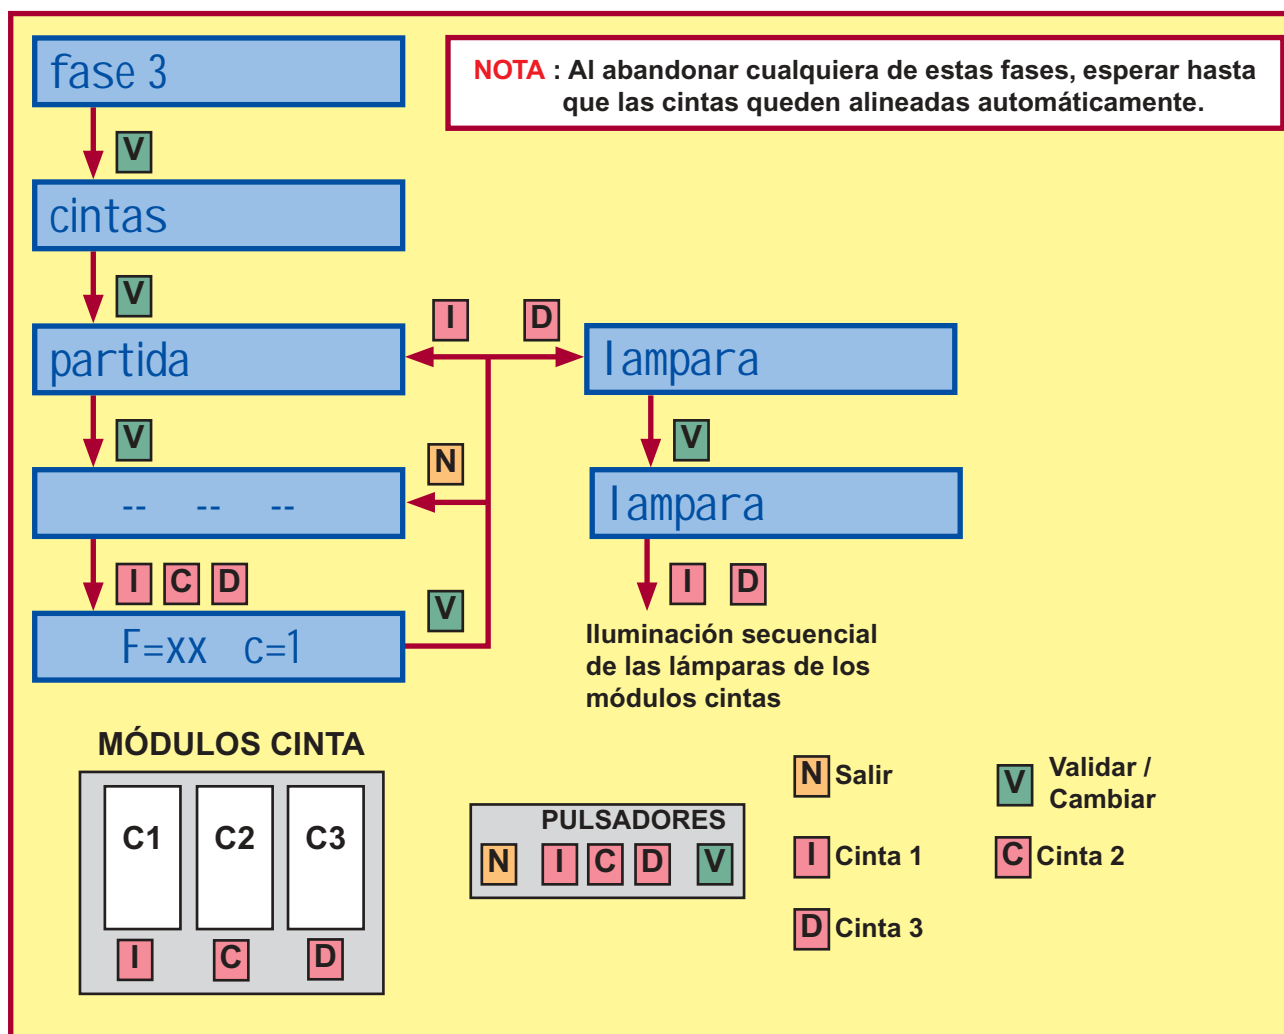 fase 3
NOTA : Al abandonar cualquiera de estas fases, esperar hasta
que las cintas queden alineadas automáticamente.
V
cintas
V
I D
partida
lampara
V
V
N
-- -- --
lampara
I C D
V
I D
F=xx c=1
Iluminación secuencial
de las lámparas de los
módulos cintas
MÓDULOS CINTA
C1 C2 C3
I C D
PULSADORES
N I C D V
N Salir
V Validar /
Cambiar
I Cinta 1
C Cinta 2
D Cinta 3